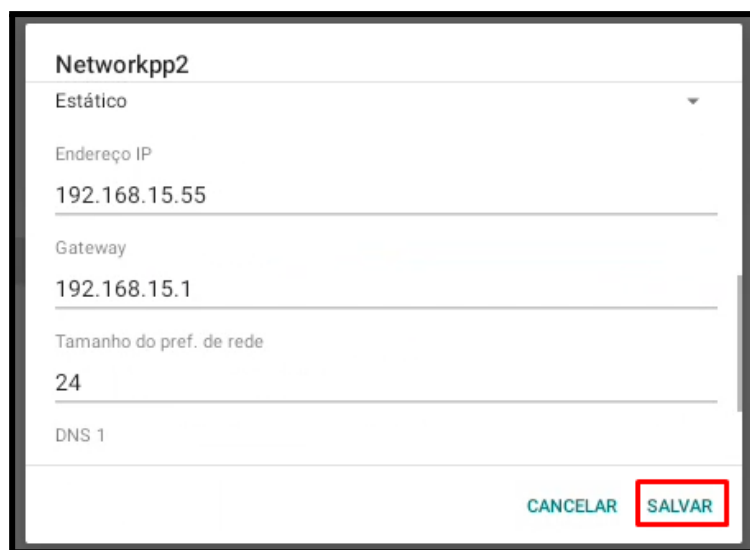 Networkpp2
Estático
Endereço IP
192.168.15.55
Gateway
192.168.15.1
Tamanho do pref. de rede
24
DNS 1
CANCELAR SALVAR